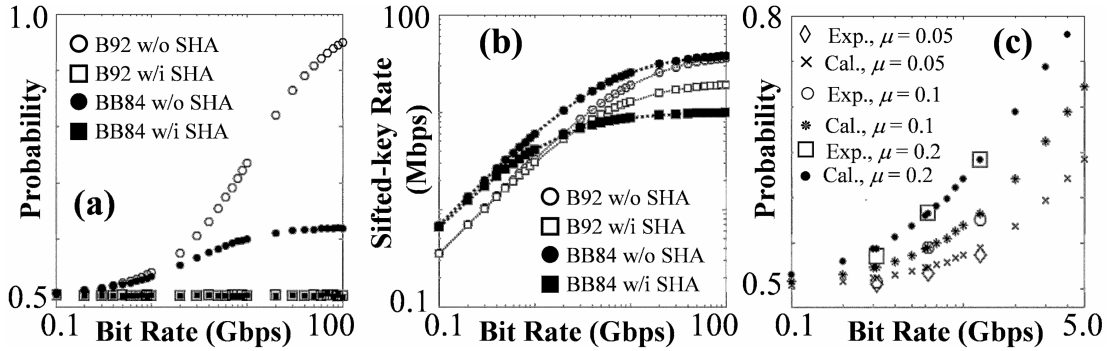 1.0
Probability
0.5
B92 w/o SHA
B92 w/i SHA
BB84 w/o SHA
BB84 w/i SHA
(a)
0.1
100
Bit Rate (Gbps)
100
Sifted-key Rate
(Mbps)
0.1
(b)
B92 w/o SHA
B92 w/i SHA
BB84 w/o SHA
BB84 w/i SHA
0.1
100
Bit Rate (Gbps)
0.8
Probability
0.5
Exp., μ = 0.05
Cal., μ = 0.05
Exp., μ = 0.1
Cal., μ = 0.1
Exp., μ = 0.2
Cal., μ = 0.2
(c)
0.1
5.0
Bit Rate (Gbps)